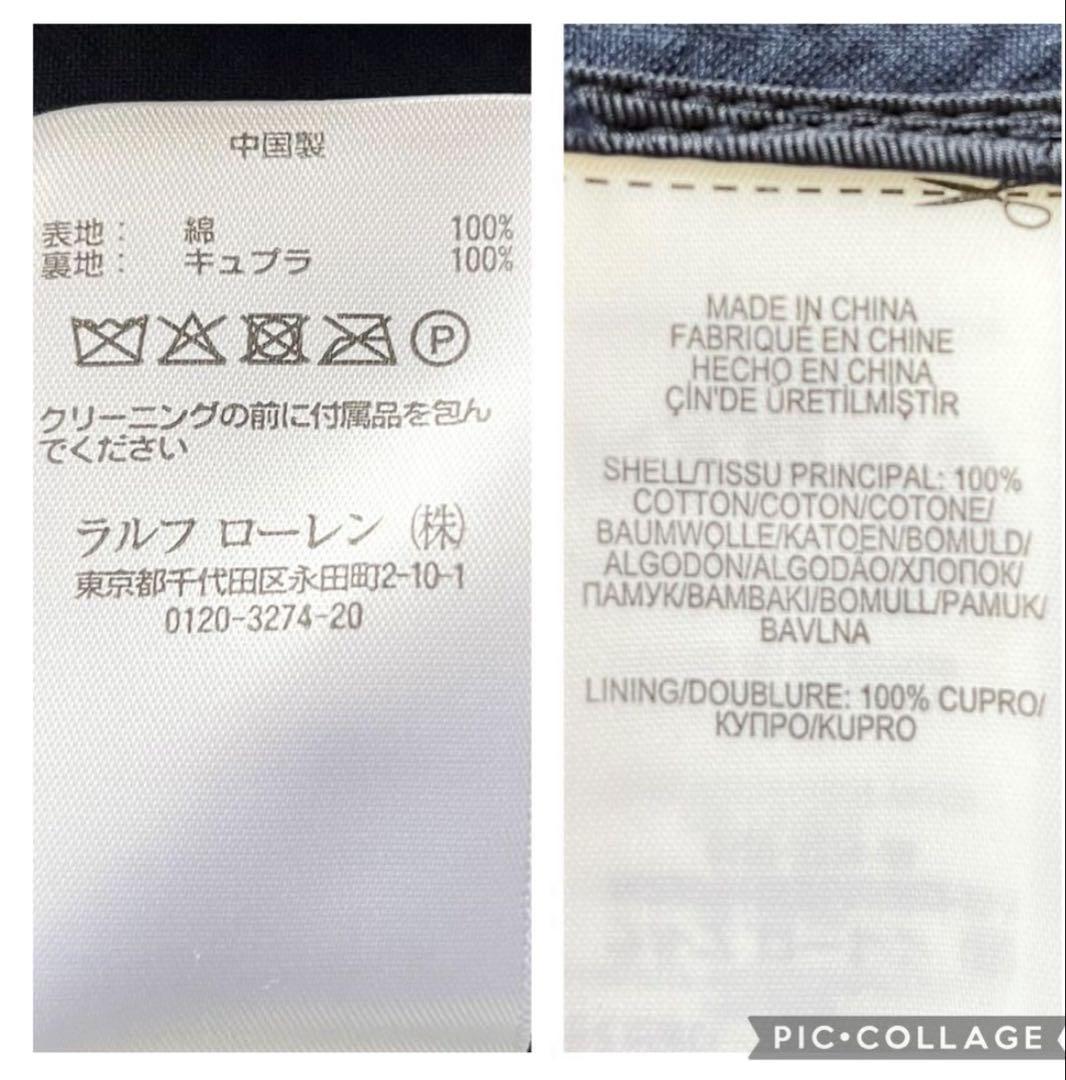 中国製
表地： 綿 100%
裏地： キュプラ 100%
P
クリーニングの前に付属品を包ん
でください
ラルフ ローレン (株)
東京都千代田区永田町2-10-1
0120-3274-20
MADE IN CHINA
FABRIQUÉ EN CHINE
HECHO EN CHINA
ÇİN'DE ÜRETİLMİŞTİR
SHELL/TISSU PRINCIPAL: 100%
COTTON/COTON/COTONE/
BAUMWOLLE/KATOEN/BOMULD/
ALGODÓN/ALGODÃO/ХЛОПОК/
ПАМУК/BAMBAKI/BOMULL/PAMUK/
BAVLNA
LINING/DOUBLURE: 100% CUPRO/
КУПРО/KUPRO
PIC•COLLAGE